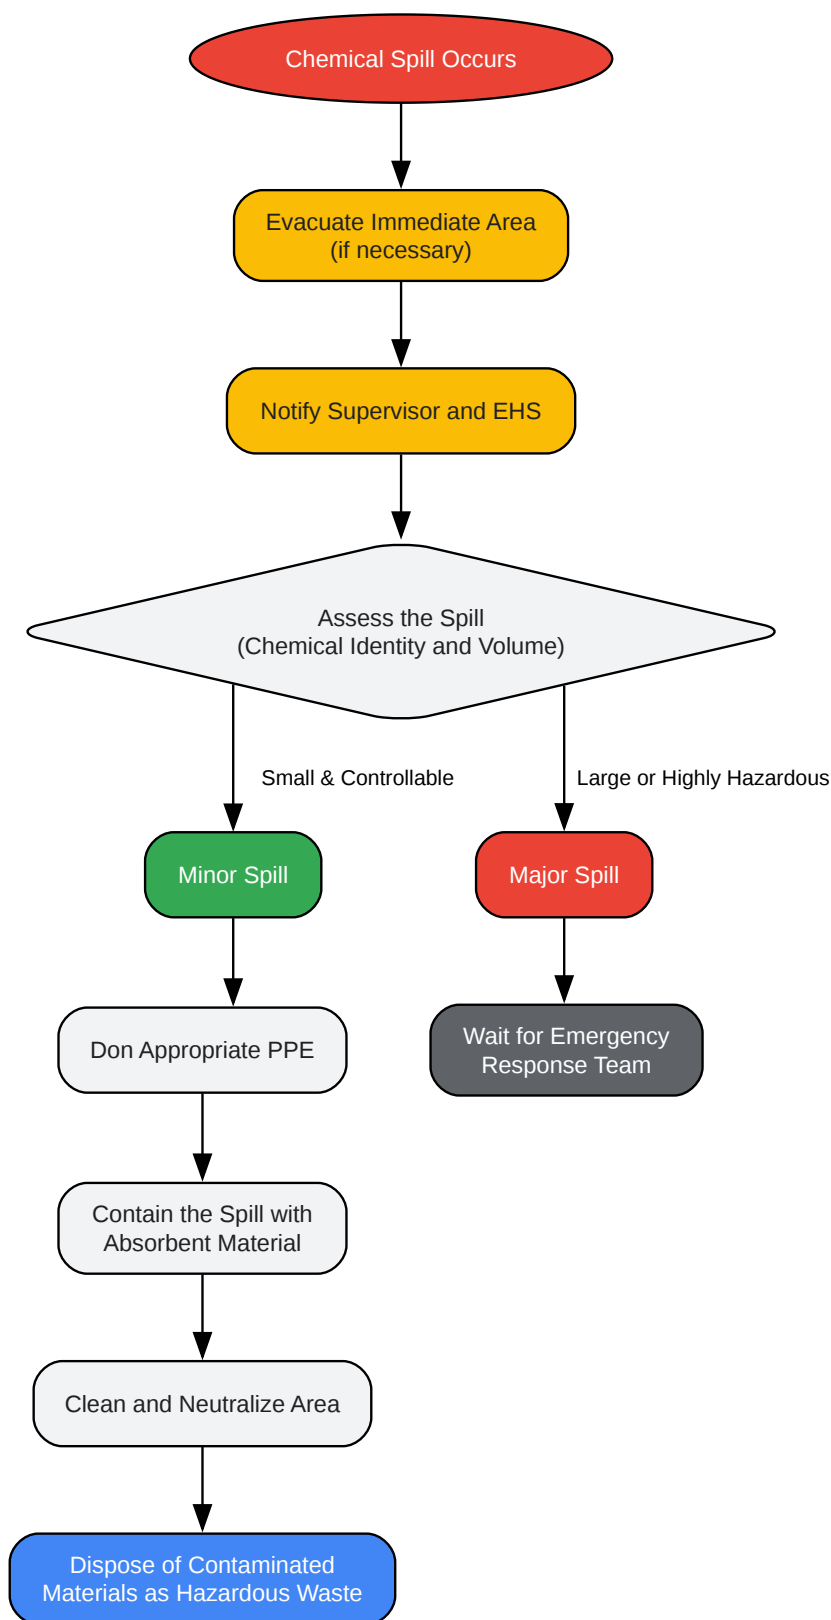 Chemical Spill Occurs
Evacuate Immediate Area
(if necessary)
Notify Supervisor and EHS
Assess the Spill
(Chemical Identity and Volume)
Small & Controllable
Large or Highly Hazardous
Minor Spill
Major Spill
Don Appropriate PPE
Wait for Emergency
Response Team
Contain the Spill with
Absorbent Material
Clean and Neutralize Area
Dispose of Contaminated
Materials as Hazardous Waste